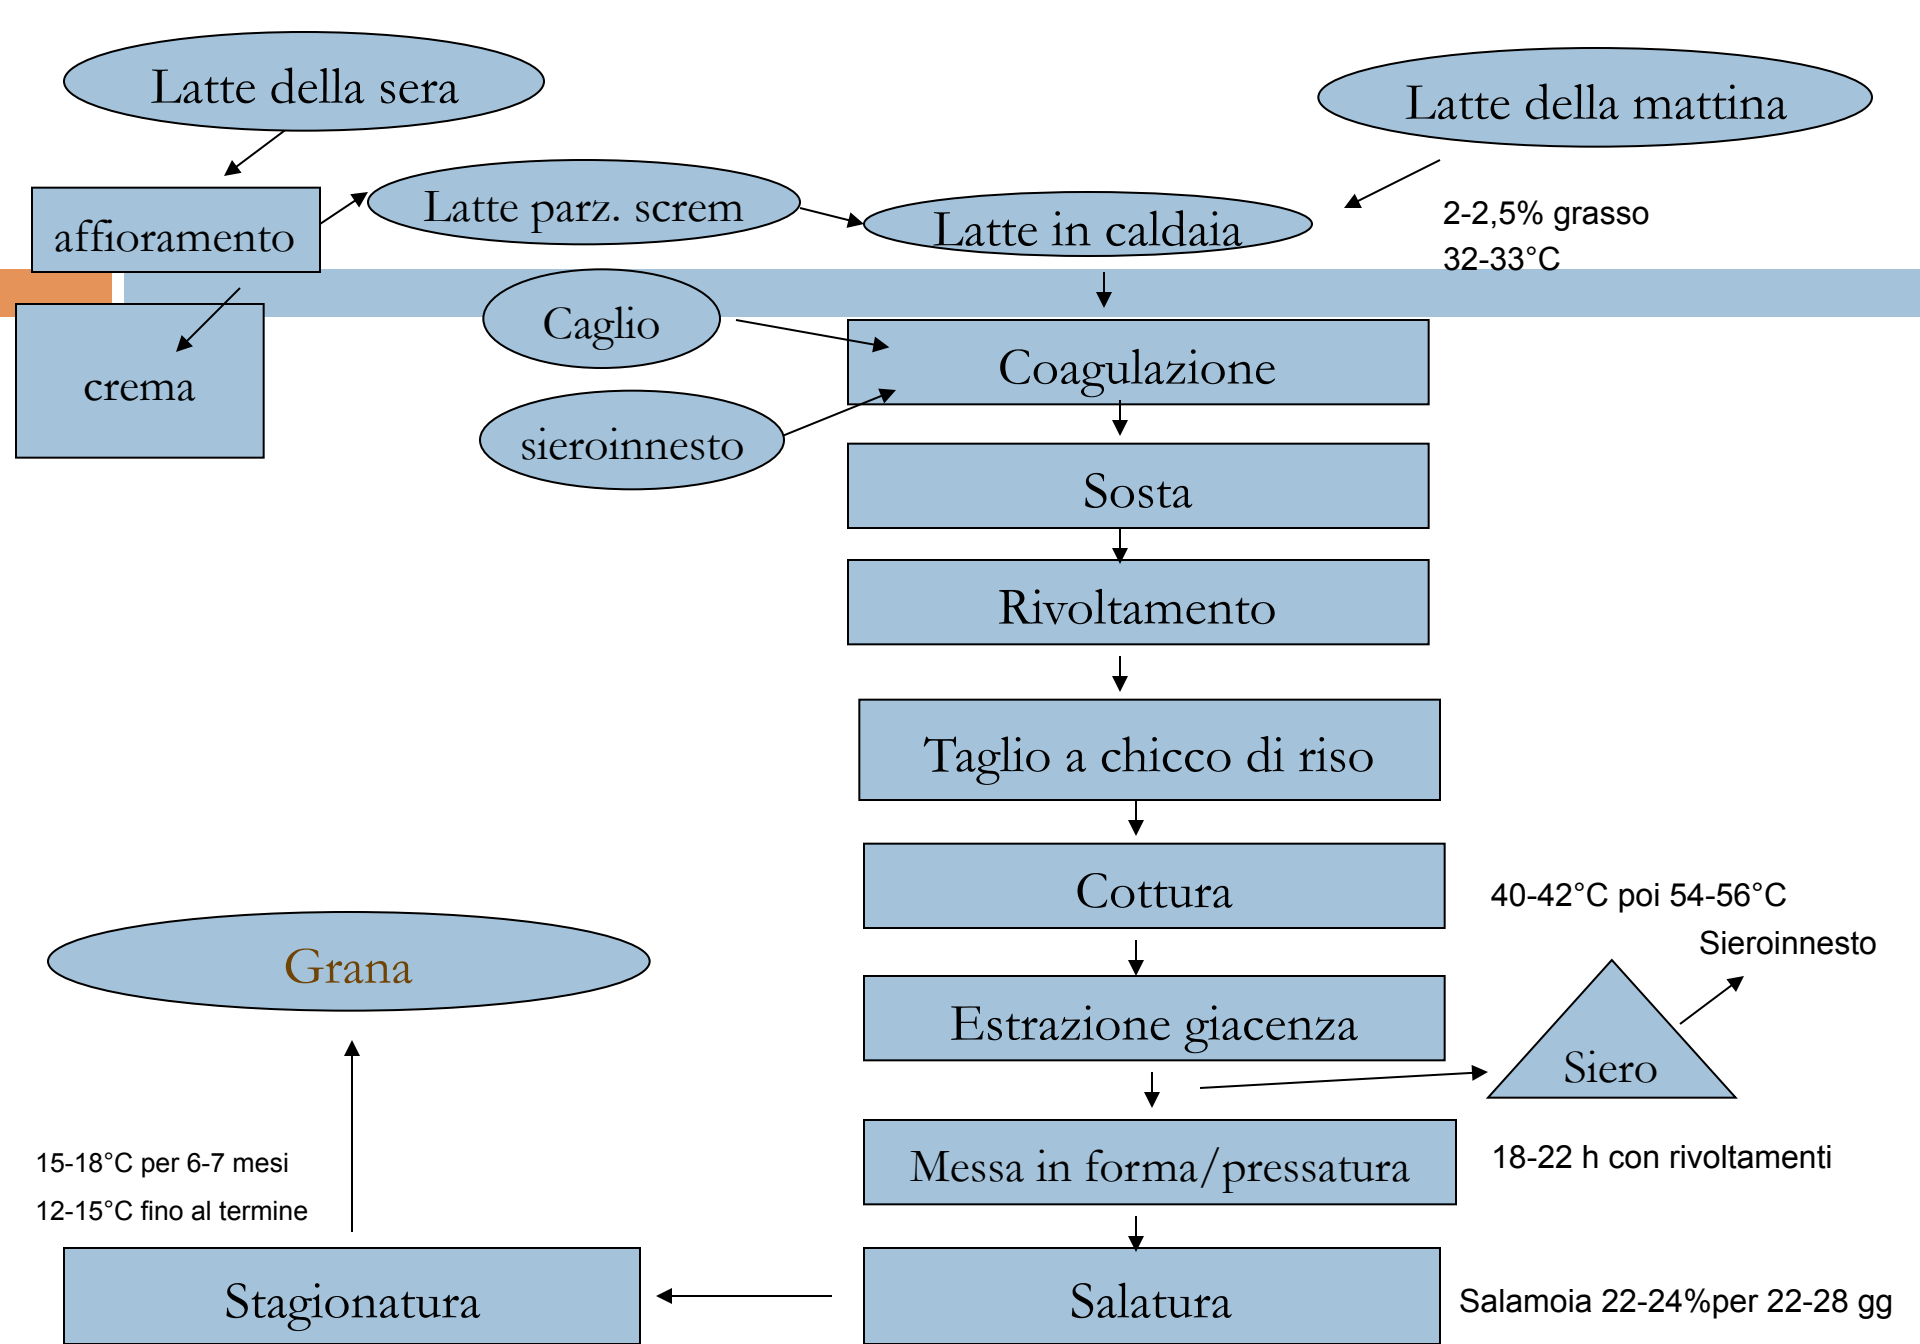 Latte della sera
Latte della mattina
affioramento
Latte parz. screm
Latte in caldaia
2-2,5% grasso
32-33°C
crema
Caglio
Coagulazione
sieroinnesto
Sosta
Rivoltamento
Taglio a chicco di riso
Cottura
40-42°C poi 54-56°C
Sieroinnesto
Grana
Estrazione giacenza
Siero
Messa in forma/pressatura
18-22 h con rivoltamenti
15-18°C per 6-7 mesi
12-15°C fino al termine
Stagionatura
Salatura
Salamoia 22-24%per 22-28 gg